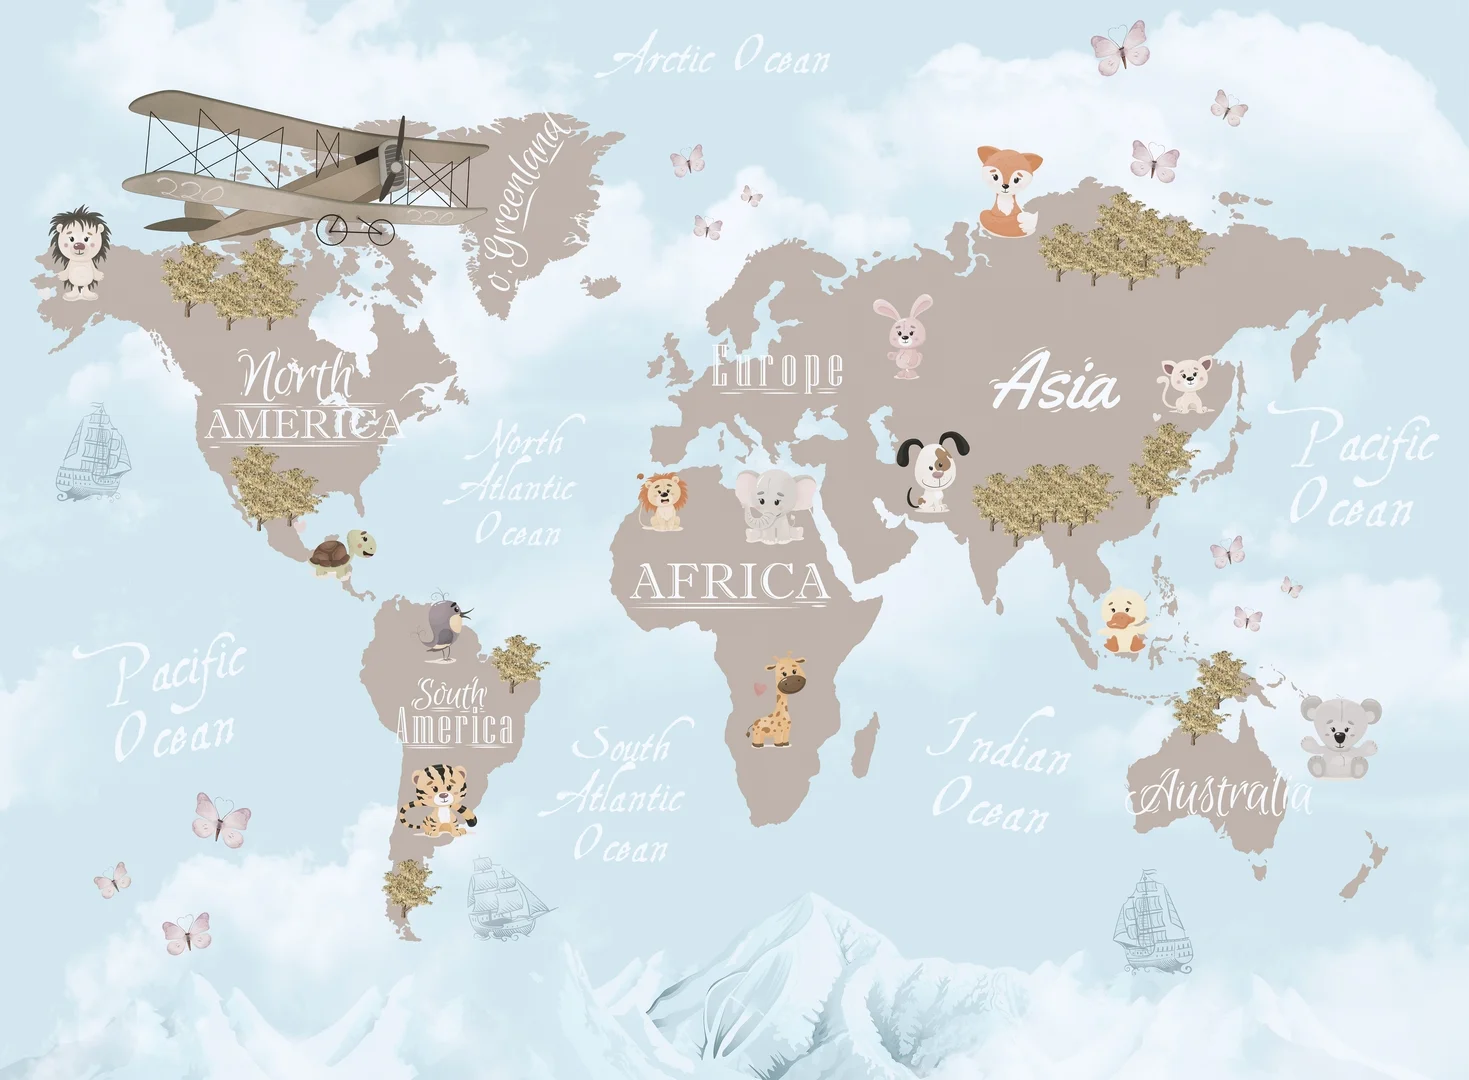 Arctic Ocean
220
220
o. Greenland
North
AMERICA
Europe
Asia
North
Atlantic
Ocean
Pacific
Ocean
AFRICA
Pacific
Ocean
South
America
South
Atlantic
Ocean
Indian
Ocean
Australia